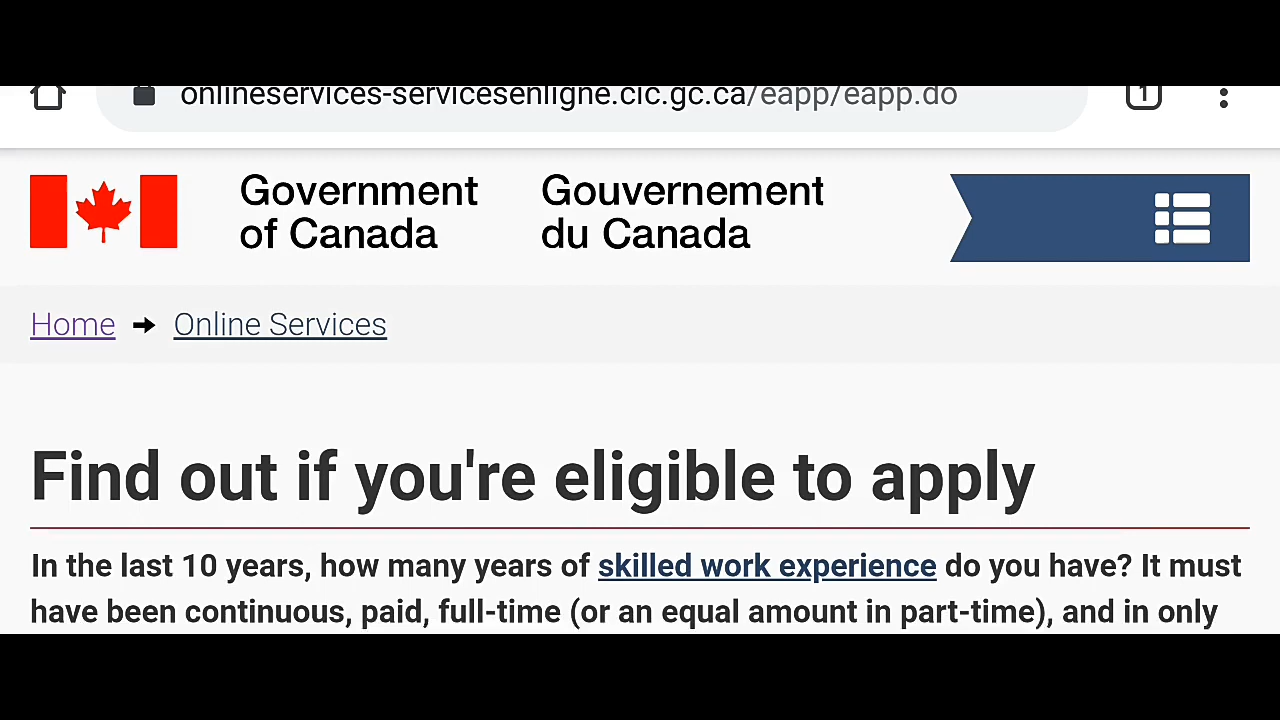 onlineservices-servicesenligne.cic.gc.ca/eapp/eapp.do
1
Government Gouvernement
of Canada du Canada
Home Online Services
Find out if you're eligible to apply
In the last 10 years, how many years of skilled work experience do you have? It must
have been continuous, paid, full-time (or an equal amount in part-time), and in only